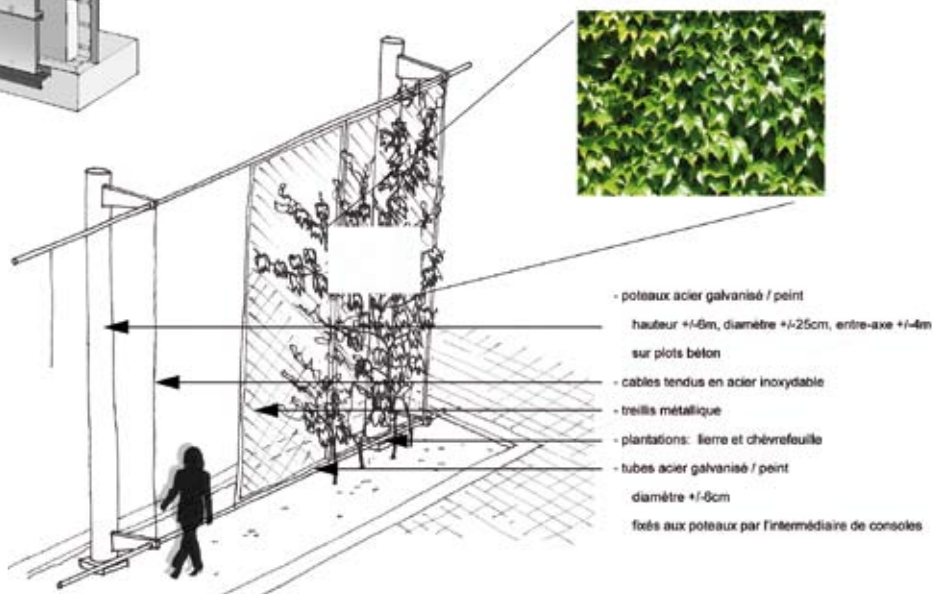 - poteaux acier galvanisé / peint
hauteur +/-6m, diamètre +/-25cm, entre-axe +/-4m
sur plots béton
- cables tendus en acier inoxydable
- treillis métallique
- plantations: lierre et chèvrefeuille
- tubes acier galvanisé / peint
diamètre +/-6cm
fixés aux poteaux par l'intermédiaire de consoles